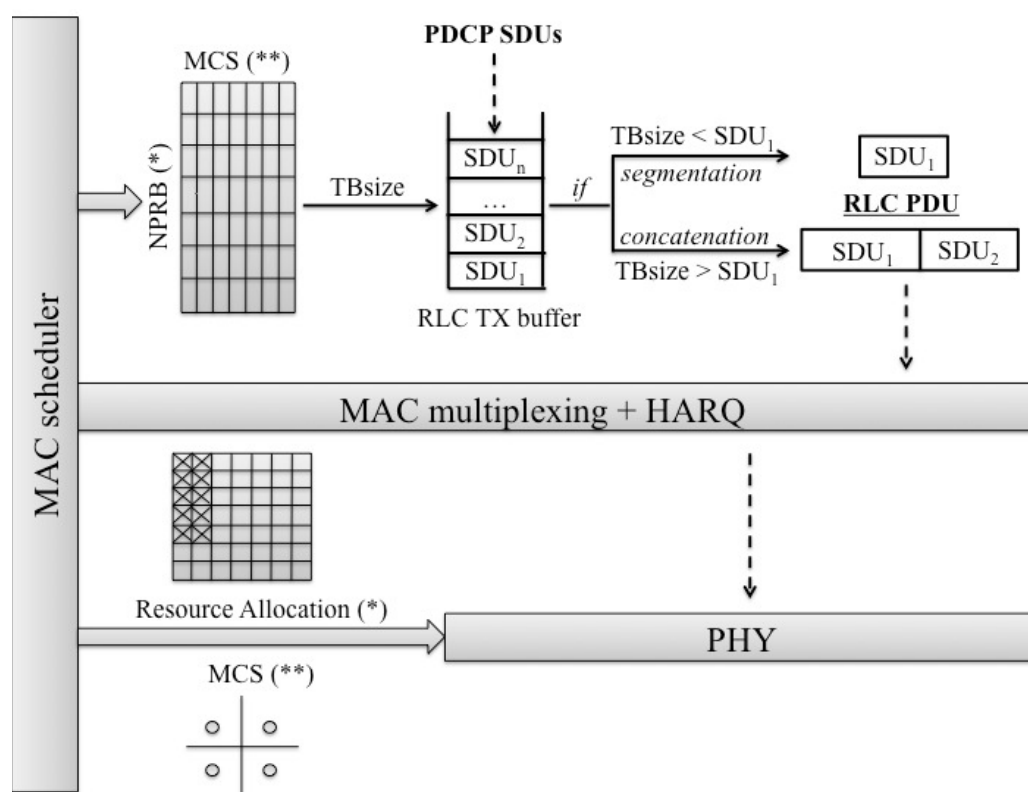 MAC scheduler
MCS (**)
NPRB (*)
TBsize
PDCP SDUs
SDUn
...
SDU2
SDU1
RLC TX buffer
if
TBsize < SDU1
segmentation
concatenation
TBsize > SDU1
SDU1
RLC PDU
SDU1 SDU2
MAC multiplexing + HARQ
Resource Allocation (*)
PHY
MCS (**)